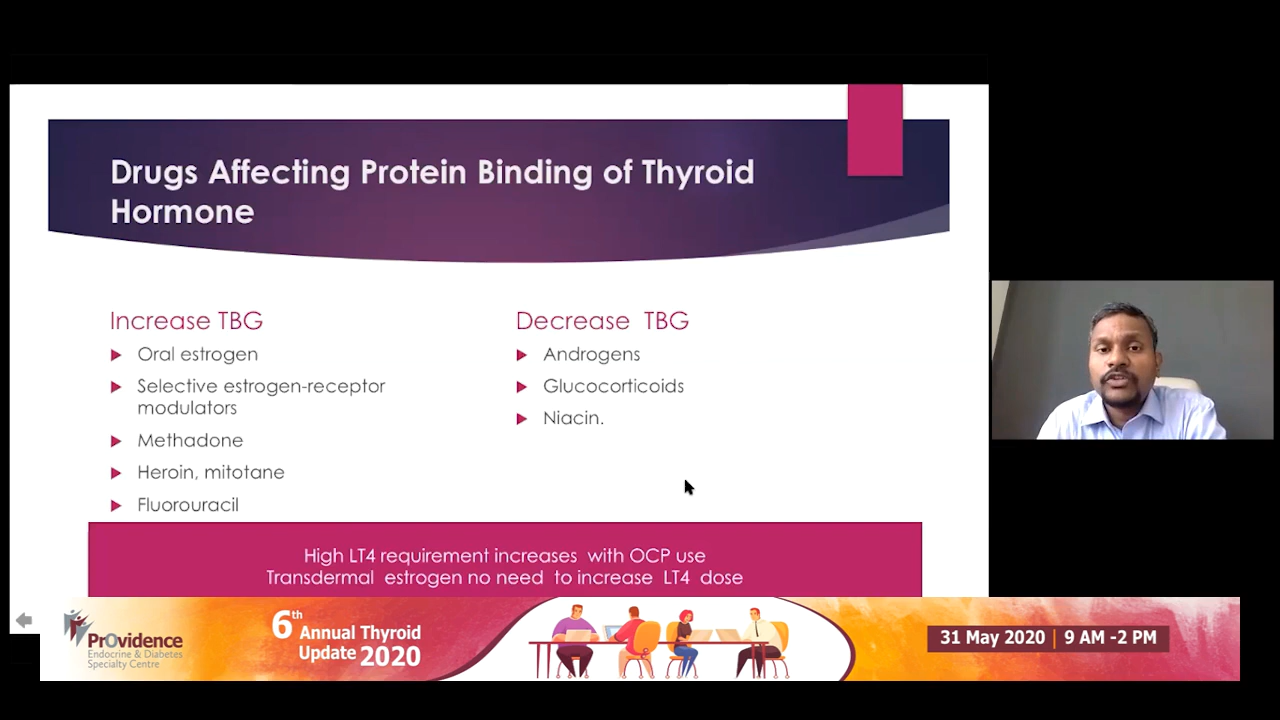 Drugs Affecting Protein Binding of Thyroid
Hormone
Increase TBG
Oral estrogen
Selective estrogen-receptor
modulators
Methadone
Heroin, mitotane
Fluorouracil
Decrease TBG
Androgens
Glucocorticoids
Niacin.
High LT4 requirement increases with OCP use
Transdermal estrogen no need to increase LT4 dose
PrOvidence
Endocrine & Diabetes
Specialty Centre
6th Annual Thyroid
Update 2020
31 May 2020 | 9 AM -2 PM